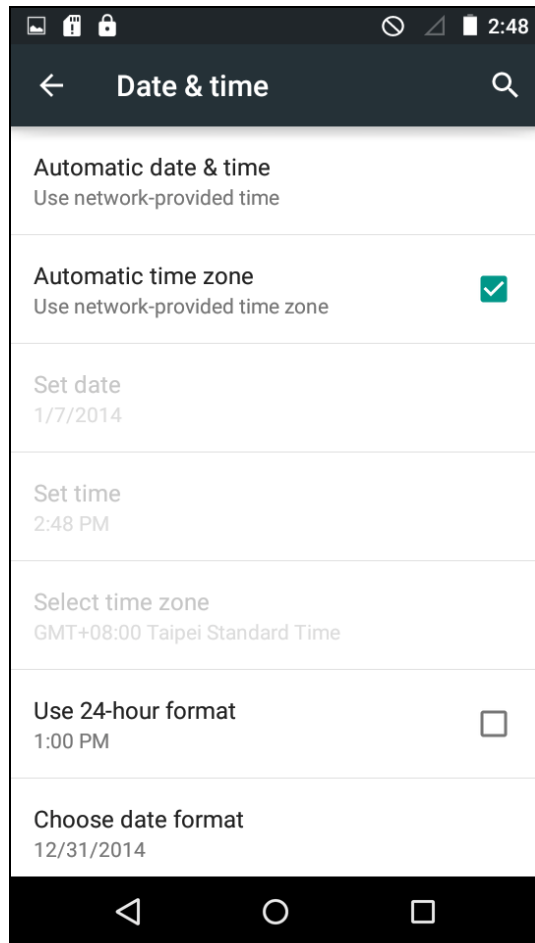 2:48
Date & time
Automatic date & time
Use network-provided time
Automatic time zone
Use network-provided time zone
Set date
1/7/2014
Set time
2:48 PM
Select time zone
GMT+08:00 Taipei Standard Time
Use 24-hour format
1:00 PM
Choose date format
12/31/2014